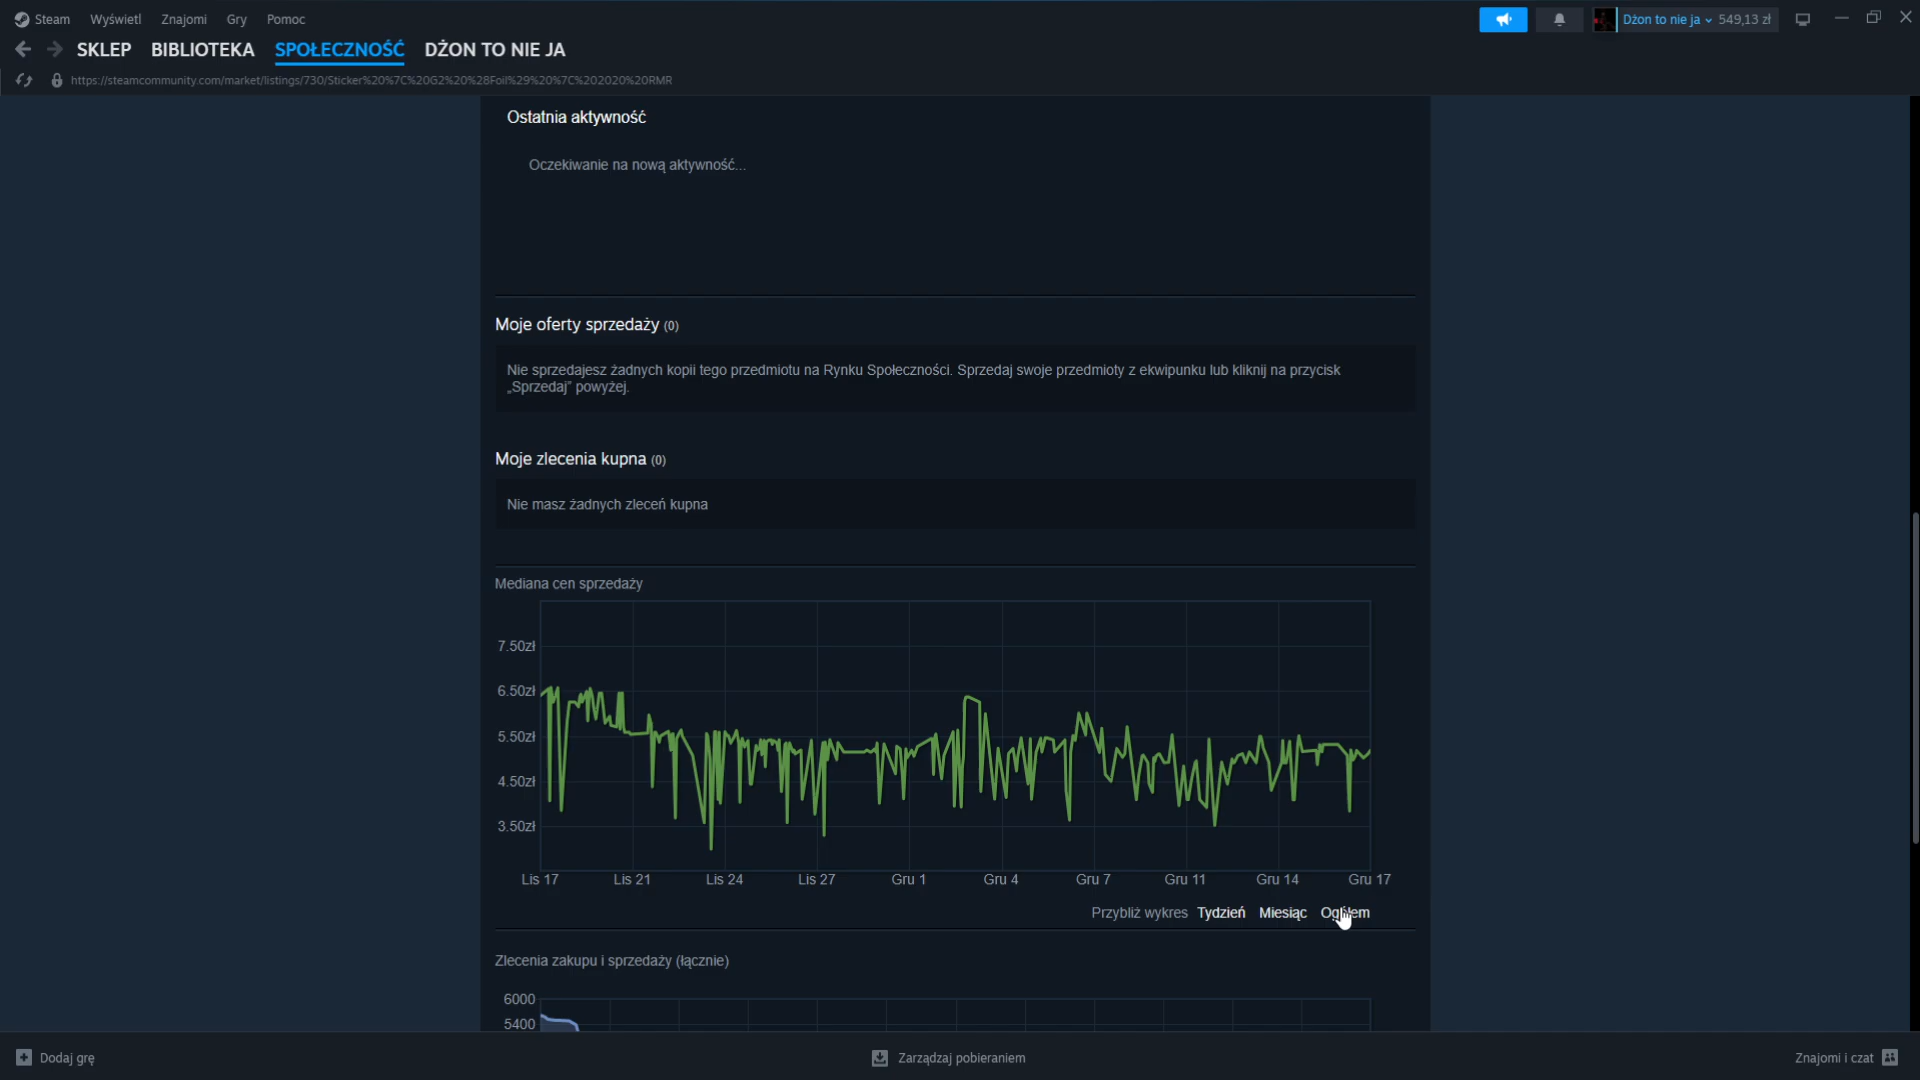 Steam Wyświetl Znajomi Gry Pomoc
Dżon to nie ja 549,13 zł
SKLEP BIBLIOTEKA SPOŁECZNOŚĆ DŻON TO NIE JA
https://steamcommunity.com/market/listings/730/Sticker%20%7C%20G2%20%28Foil%29%20%7C%202020%20RMR
Ostatnia aktywność
Oczekiwanie na nową aktywność...
Moje oferty sprzedaży (0)
Nie sprzedajesz żadnych kopii tego przedmiotu na Rynku Społeczności. Sprzedaj swoje przedmioty z ekwipunku lub kliknij na przycisk
„Sprzedaj” powyżej.
Moje zlecenia kupna (0)
Nie masz żadnych zleceń kupna
Mediana cen sprzedaży
7.50zł
6.50zł
5.50zł
4.50zł
3.50zł
Lis 17 Lis 21 Lis 24 Lis 27 Gru 1 Gru 4 Gru 7 Gru 11 Gru 14 Gru 17
Przybliż wykres Tydzień Miesiąc Ogółem
Zlecenia zakupu i sprzedaży (łącznie)
6000
5400
Dodaj grę Zarządzaj pobieraniem Znajomi i czat